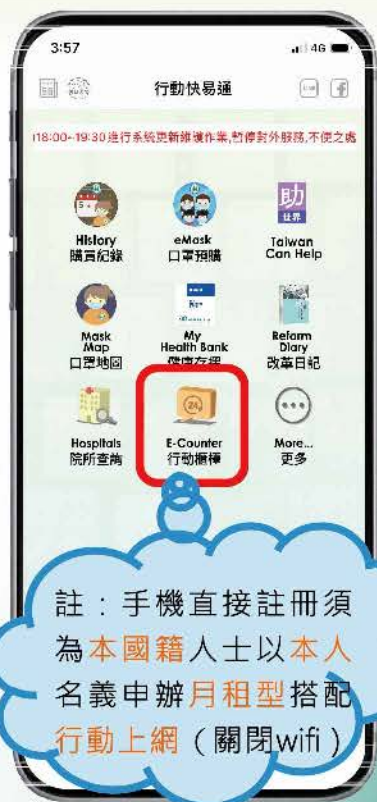 3:57
4G
行動快易通
18:00~19:30進行系統更新維護作業,暫停對外服務,不便之處
History
購買紀錄
eMask
口罩預購
助
世界
Taiwan
Can Help
Mask
Map
口罩地圖
My
Health Bank
健康存摺
Reform
Diary
改革日記
Hospitals
院所查詢
24
E-Counter
行動櫃檯
More...
更多
註：手機直接註冊須
為本國籍人士以本人
名義申辦月租型搭配
行動上網（關閉wifi）